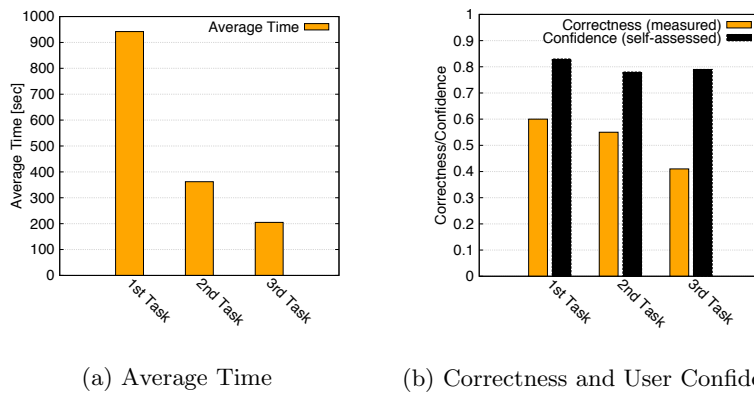 1000
900
800
700
600
500
400
300
200
100
0
Average Time [sec]
Average Time
1st Task
2nd Task
3rd Task
(a) Average Time
1
0.9
0.8
0.7
0.6
0.5
0.4
0.3
0.2
0.1
0
Correctness/Confidence
Correctness (measured)
Confidence (self-assessed)
1st Task
2nd Task
3rd Task
(b) Correctness and User Confide